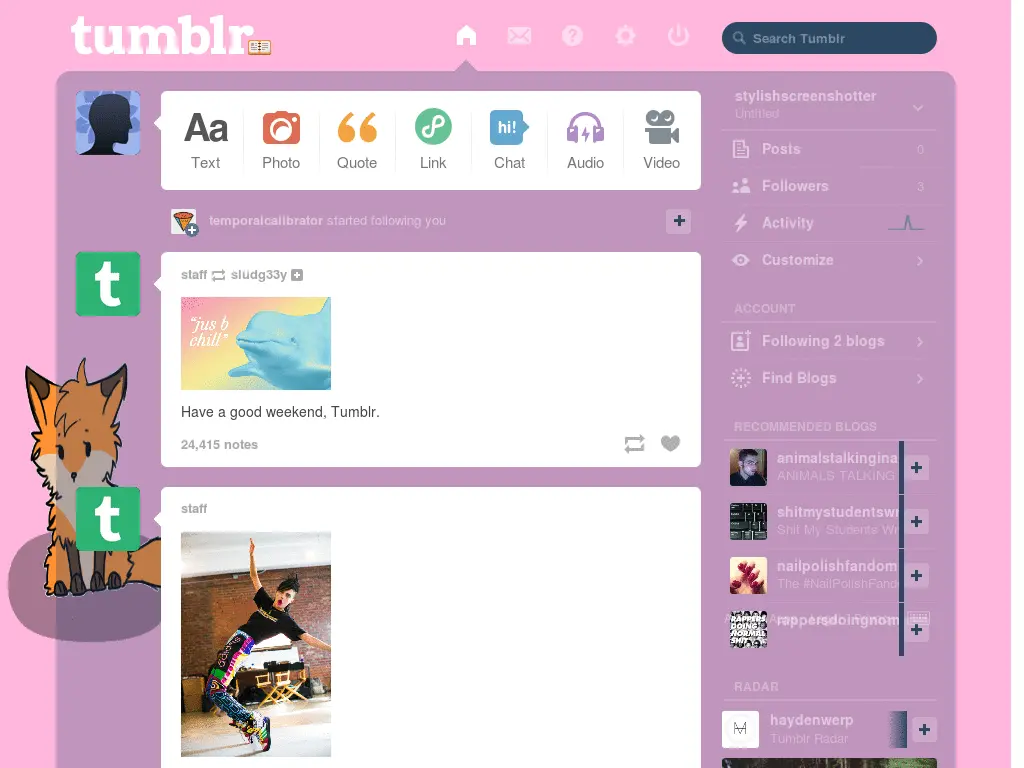 tumblr
Search Tumblr
Aa
hi!
Text
Photo
Quote
Link
Chat
Audio
Video
temporalcalibrator started following you
staff sludg33y
"jus b
chill"
Have a good weekend, Tumblr.
24,415 notes
staff
adidas
stylishscreenshotter
Untitled
Posts 0
Followers 3
Activity
Customize
ACCOUNT
Following 2 blogs
Find Blogs
RECOMMENDED BLOGS
animalstalkingina
ANIMALS TALKING
shitmystudentswr
Shit My Students Wr
nailpolishfandom
The #NailPolishFand
rappersdoingnorm
RAPPERS
DOING
NORMAL
SHIT
RADAR
haydenwerp
Tumblr Radar